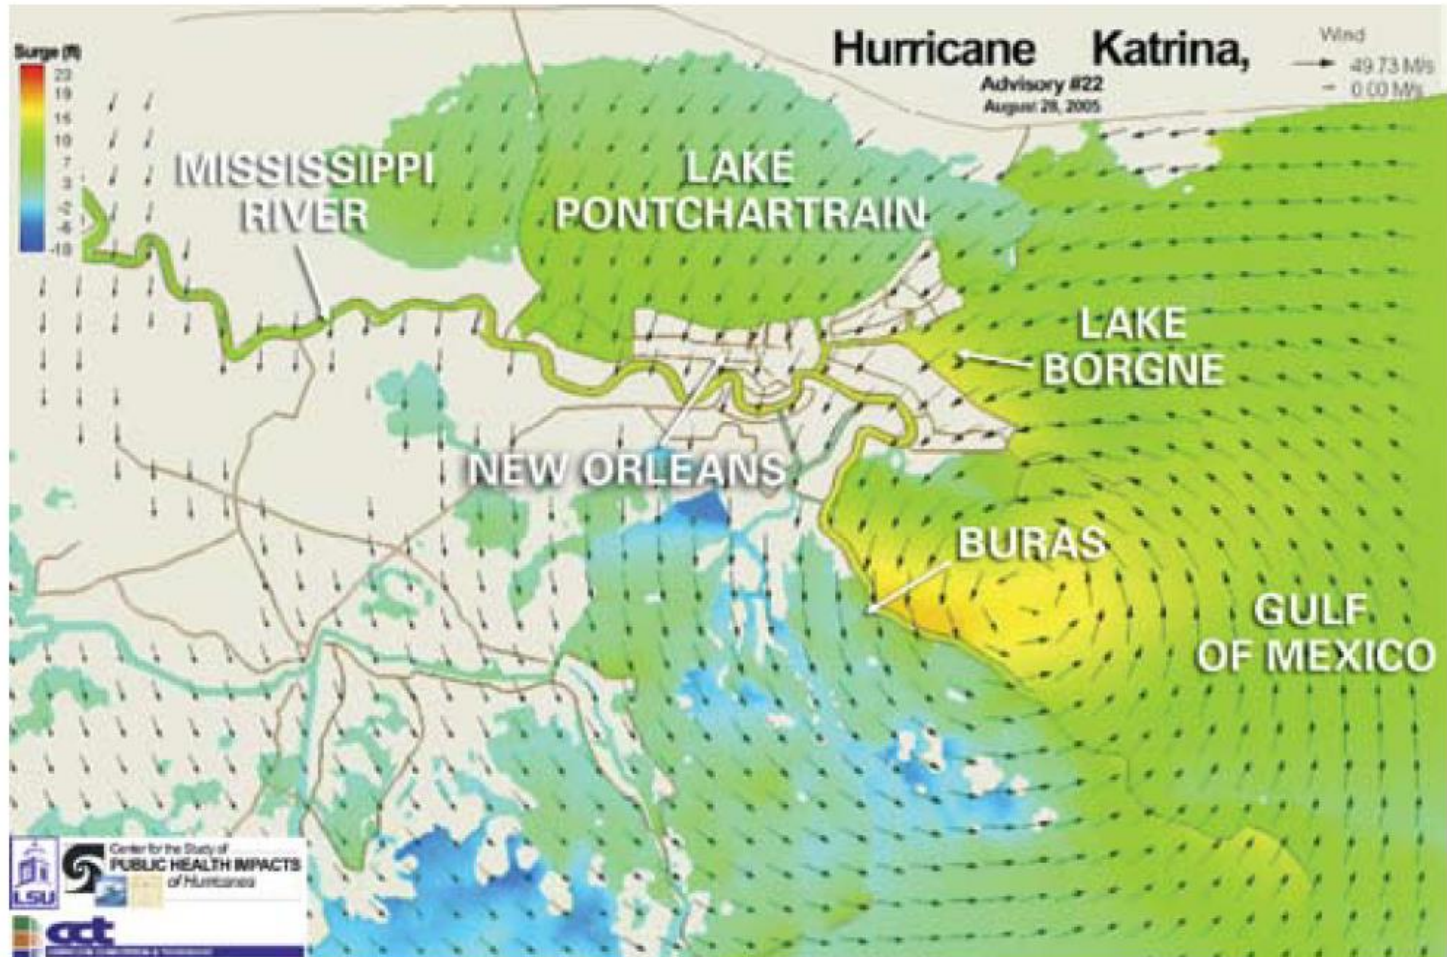 Surge (ft)
23
19
16
10
7
3
-2
-6
-13
Hurricane Katrina,
Advisory #22
August 28, 2005
Wind
49.73 M/s
0.00 M/s
MISSISSIPPI
RIVER
LAKE
PONTCHARTRAIN
LAKE
BORGNE
NEW ORLEANS
BURAS
GULF
OF MEXICO
LSU
Center for the Study of
PUBLIC HEALTH IMPACTS
of Hurricanes
cct